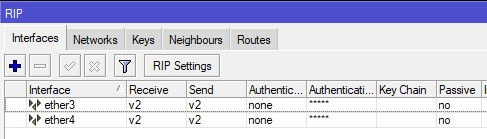 RIP
Interfaces Networks Keys Neighbours Routes
RIP Settings
Interface Receive Send Authentic... Authenticati... Key Chain Passive
ether3 v2 v2 none ***** no
ether4 v2 v2 none ***** no